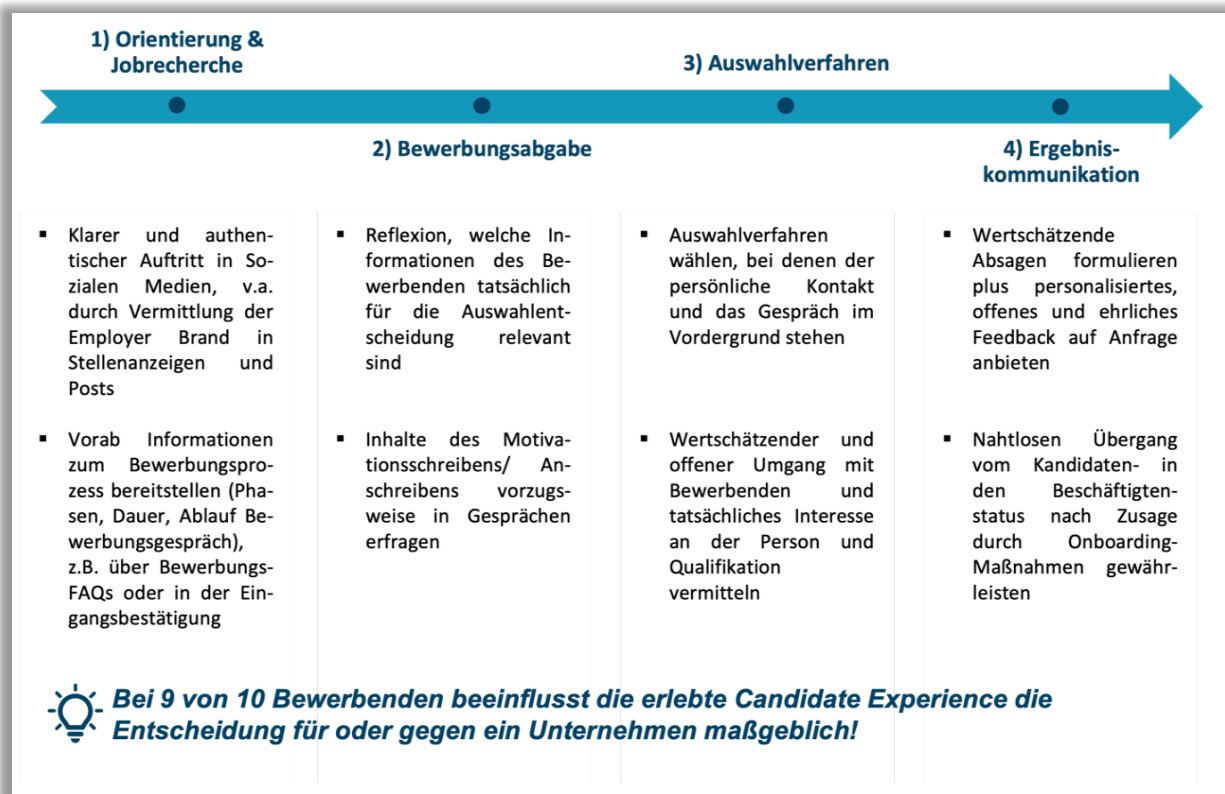 1) Orientierung &
Jobrecherche
3) Auswahlverfahren
2) Bewerbungsabgabe
4) Ergebnis-
kommunikation
▪ Klarer und authen-
tischer Auftritt in So-
zialen Medien, v.a.
durch Vermittlung der
Employer Brand in
Stellenanzeigen und
Posts
▪ Vorab Informationen
zum Bewerbungspro-
zess bereitstellen (Pha-
sen, Dauer, Ablauf Be-
werbungsgespräch),
z.B. über Bewerbungs-
FAQs oder in der Ein-
gangsbestätigung
▪ Reflexion, welche In-
formationen des Be-
werbenden tatsächlich
für die Auswahlent-
scheidung relevant
sind
▪ Inhalte des Motiva-
tionsschreibens/ An-
schreibens vorzugs-
weise in Gesprächen
erfragen
▪ Auswahlverfahren
wählen, bei denen der
persönliche Kontakt
und das Gespräch im
Vordergrund stehen
▪ Wertschätzender und
offener Umgang mit
Bewerbenden und
tatsächliches Interesse
an der Person und
Qualifikation
vermitteln
▪ Wertschätzende
Absagen formulieren
plus personalisiertes,
offenes und ehrliches
Feedback auf Anfrage
anbieten
▪ Nahtlosen Übergang
vom Kandidaten- in
den Beschäftigten-
status nach Zusage
durch Onboarding-
Maßnahmen gewähr-
leisten
Bei 9 von 10 Bewerbenden beeinflusst die erlebte Candidate Experience die
Entscheidung für oder gegen ein Unternehmen maßgeblich!